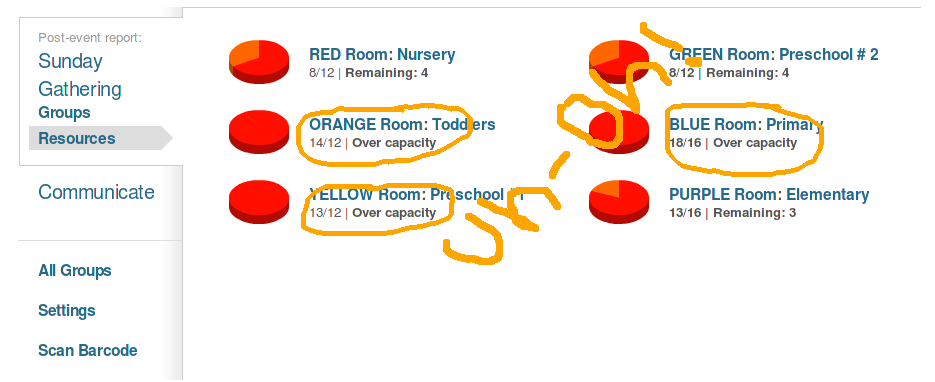 Post-event report:
Sunday
Gathering
Groups
Resources
Communicate
All Groups
Settings
Scan Barcode
RED Room: Nursery
8/12 | Remaining: 4
GREEN Room: Preschool # 2
8/12 | Remaining: 4
ORANGE Room: Toddlers
14/12 | Over capacity
BLUE Room: Primary
18/16 | Over capacity
YELLOW Room: Preschool #1
13/12 | Over capacity
PURPLE Room: Elementary
13/16 | Remaining: 3